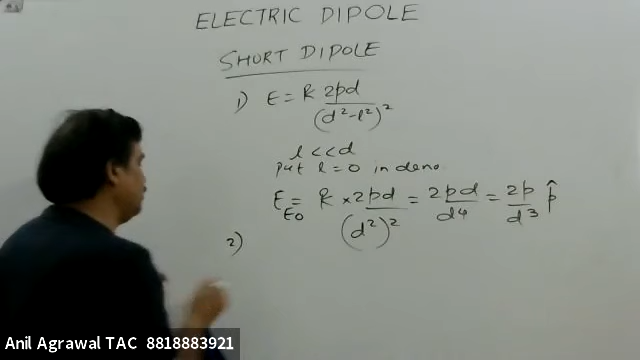 ELECTRIC DIPOLE
SHORT DIPOLE
1) E = k 2pd / (d² - l²)²
l << d
put l = 0 in deno
E = k × 2pd / (d²)² = 2pd / d4 = 2p / d3 p̂
E0
2)
Anil Agrawal TAC 8818883921